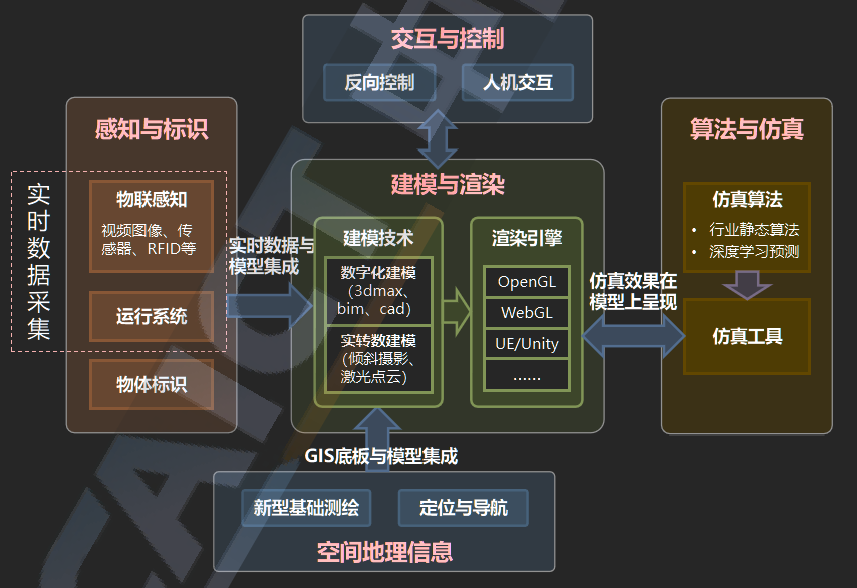 交互与控制
反向控制
人机交互
感知与标识
实时数据采集
物联感知
视频图像、传
感器、RFID等
运行系统
物体标识
实时数据与
模型集成
建模与渲染
建模技术
数字化建模
(3dmax、
bim、cad)
实转数建模
(倾斜摄影、
激光点云)
渲染引擎
OpenGL
WebGL
UE/Unity
……
仿真效果在
模型上呈现
算法与仿真
仿真算法
• 行业静态算法
• 深度学习预测
仿真工具
GIS底板与模型集成
新型基础测绘
定位与导航
空间地理信息
CAICT